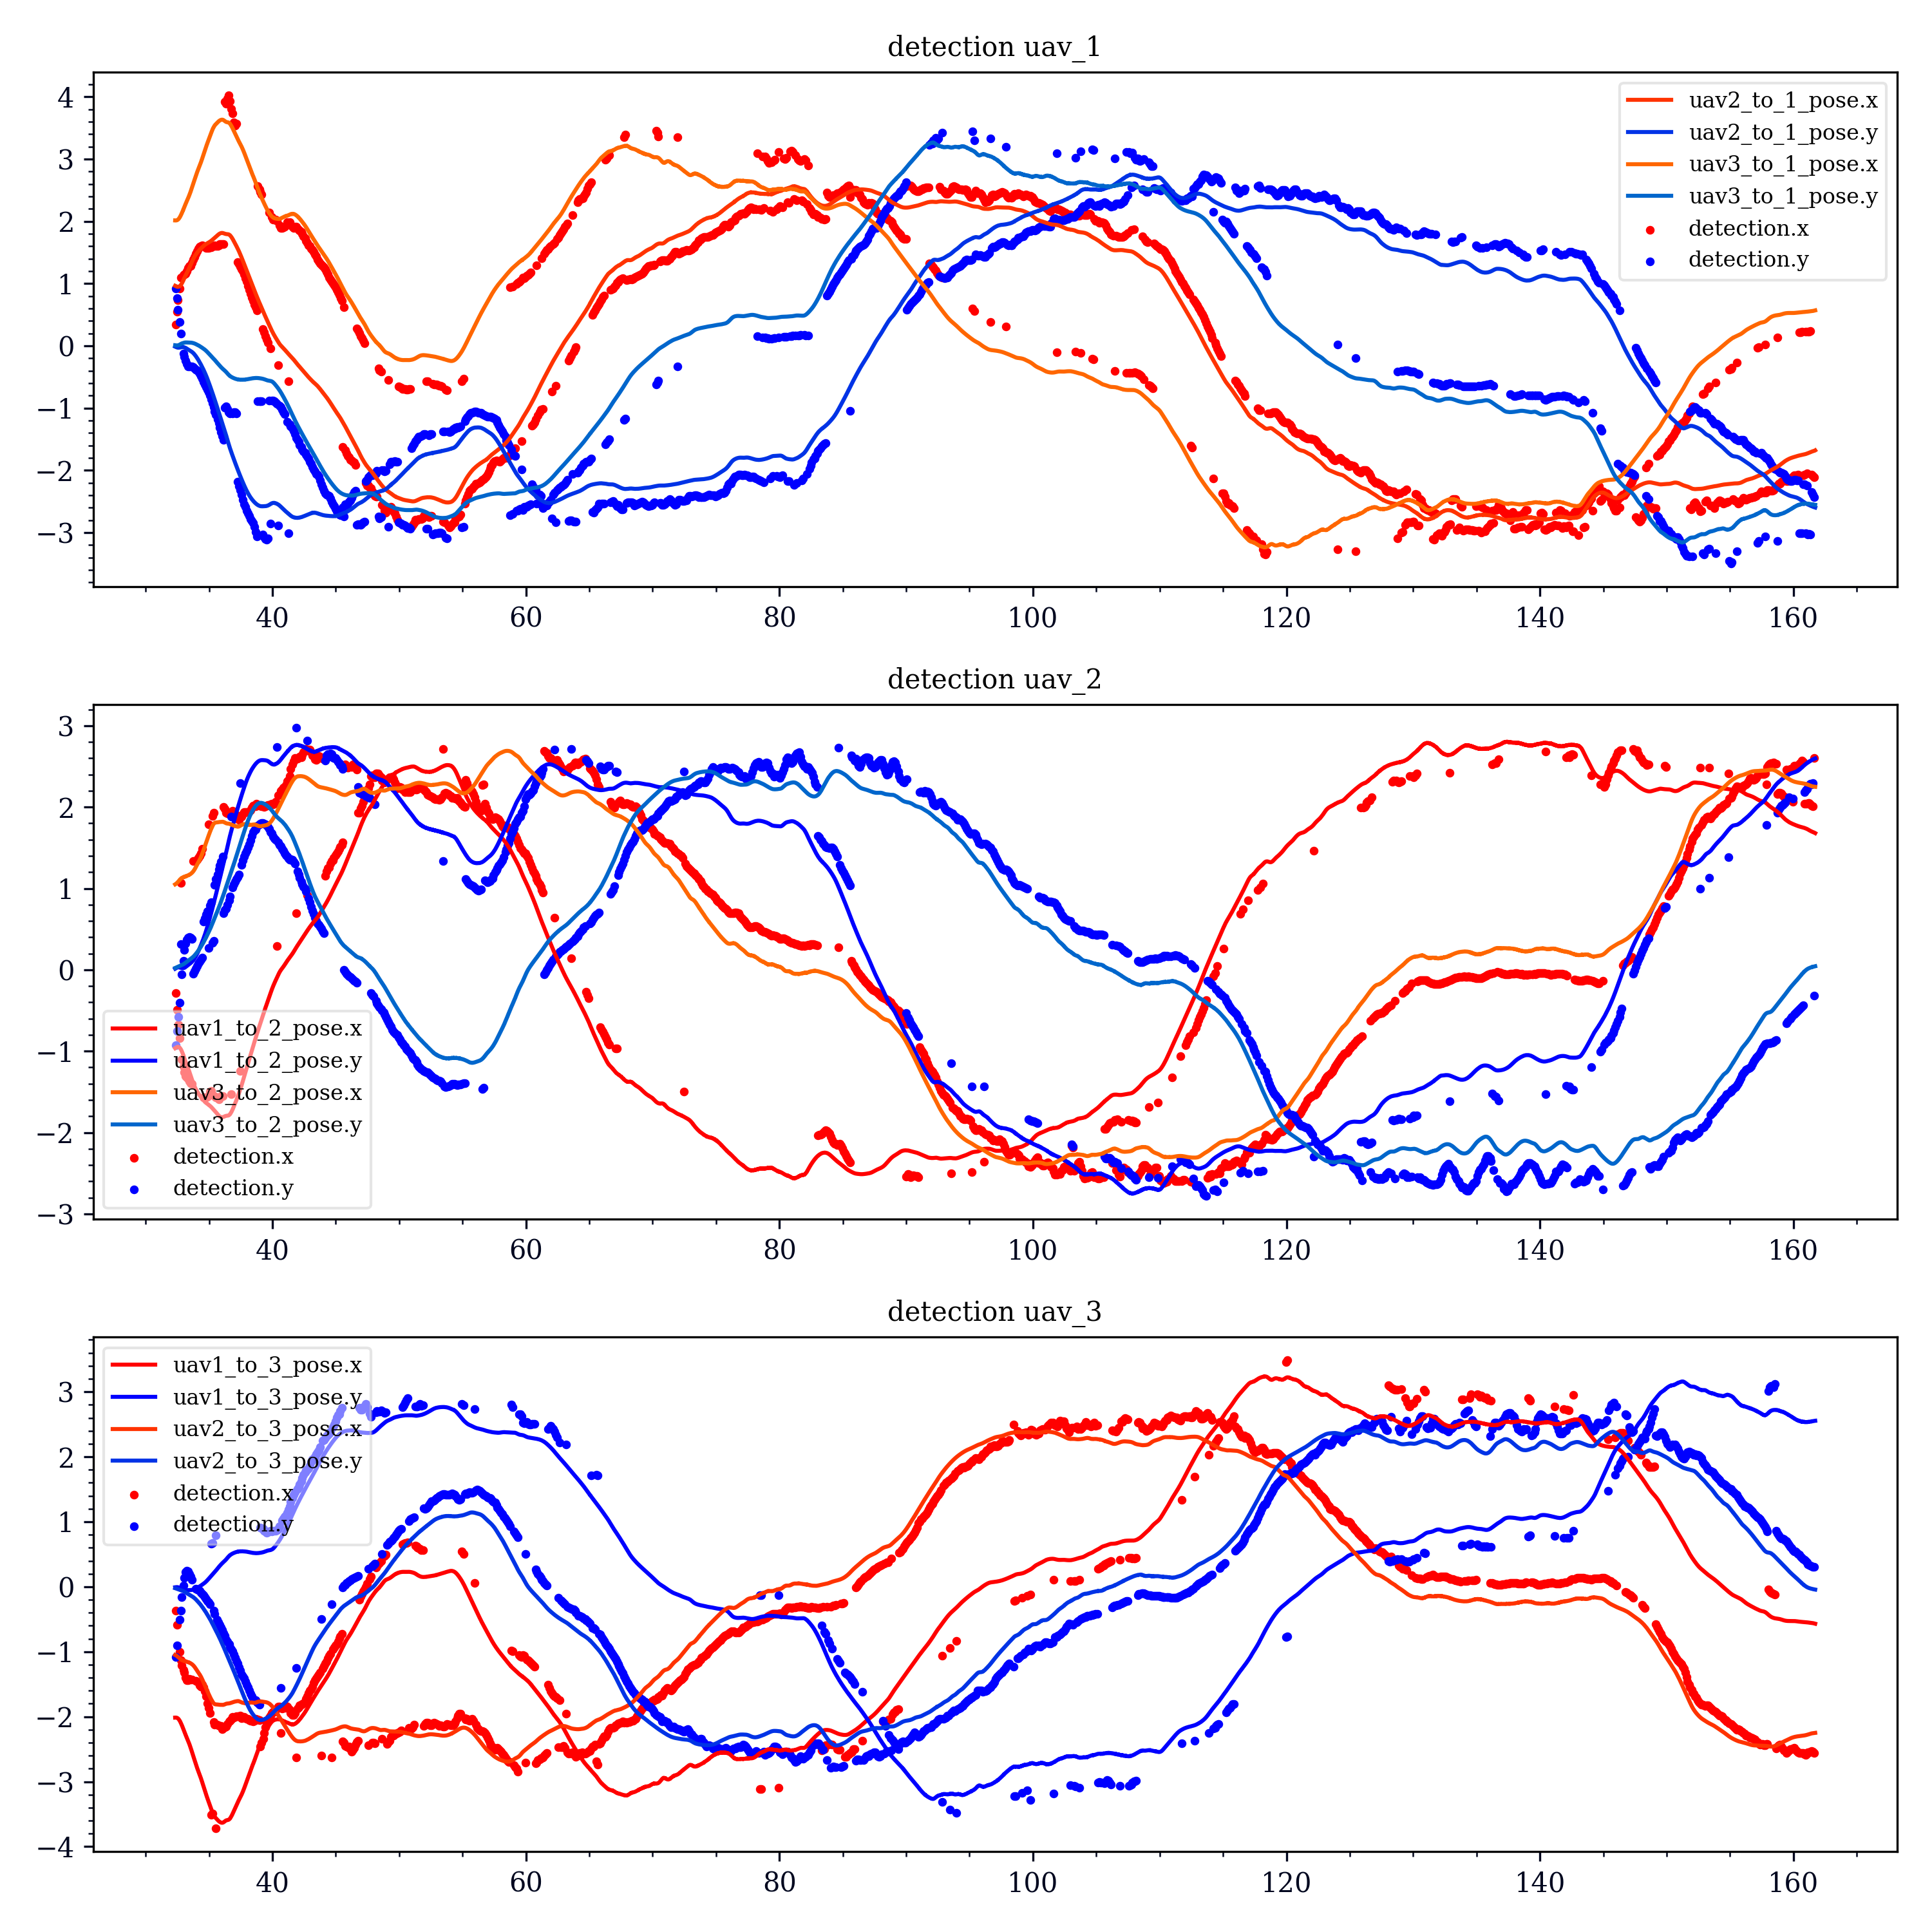 detection uav_1
4
3
2
1
0
−1
−2
−3
uav2_to_1_pose.x
uav2_to_1_pose.y
uav3_to_1_pose.x
uav3_to_1_pose.y
detection.x
detection.y
40 60 80 100 120 140 160
detection uav_2
3
2
1
0
−1
−2
−3
uav1_to_2_pose.x
uav1_to_2_pose.y
uav3_to_2_pose.x
uav3_to_2_pose.y
detection.x
detection.y
40 60 80 100 120 140 160
detection uav_3
3
2
1
0
−1
−2
−3
−4
uav1_to_3_pose.x
uav1_to_3_pose.y
uav2_to_3_pose.x
uav2_to_3_pose.y
detection.x
detection.y
40 60 80 100 120 140 160